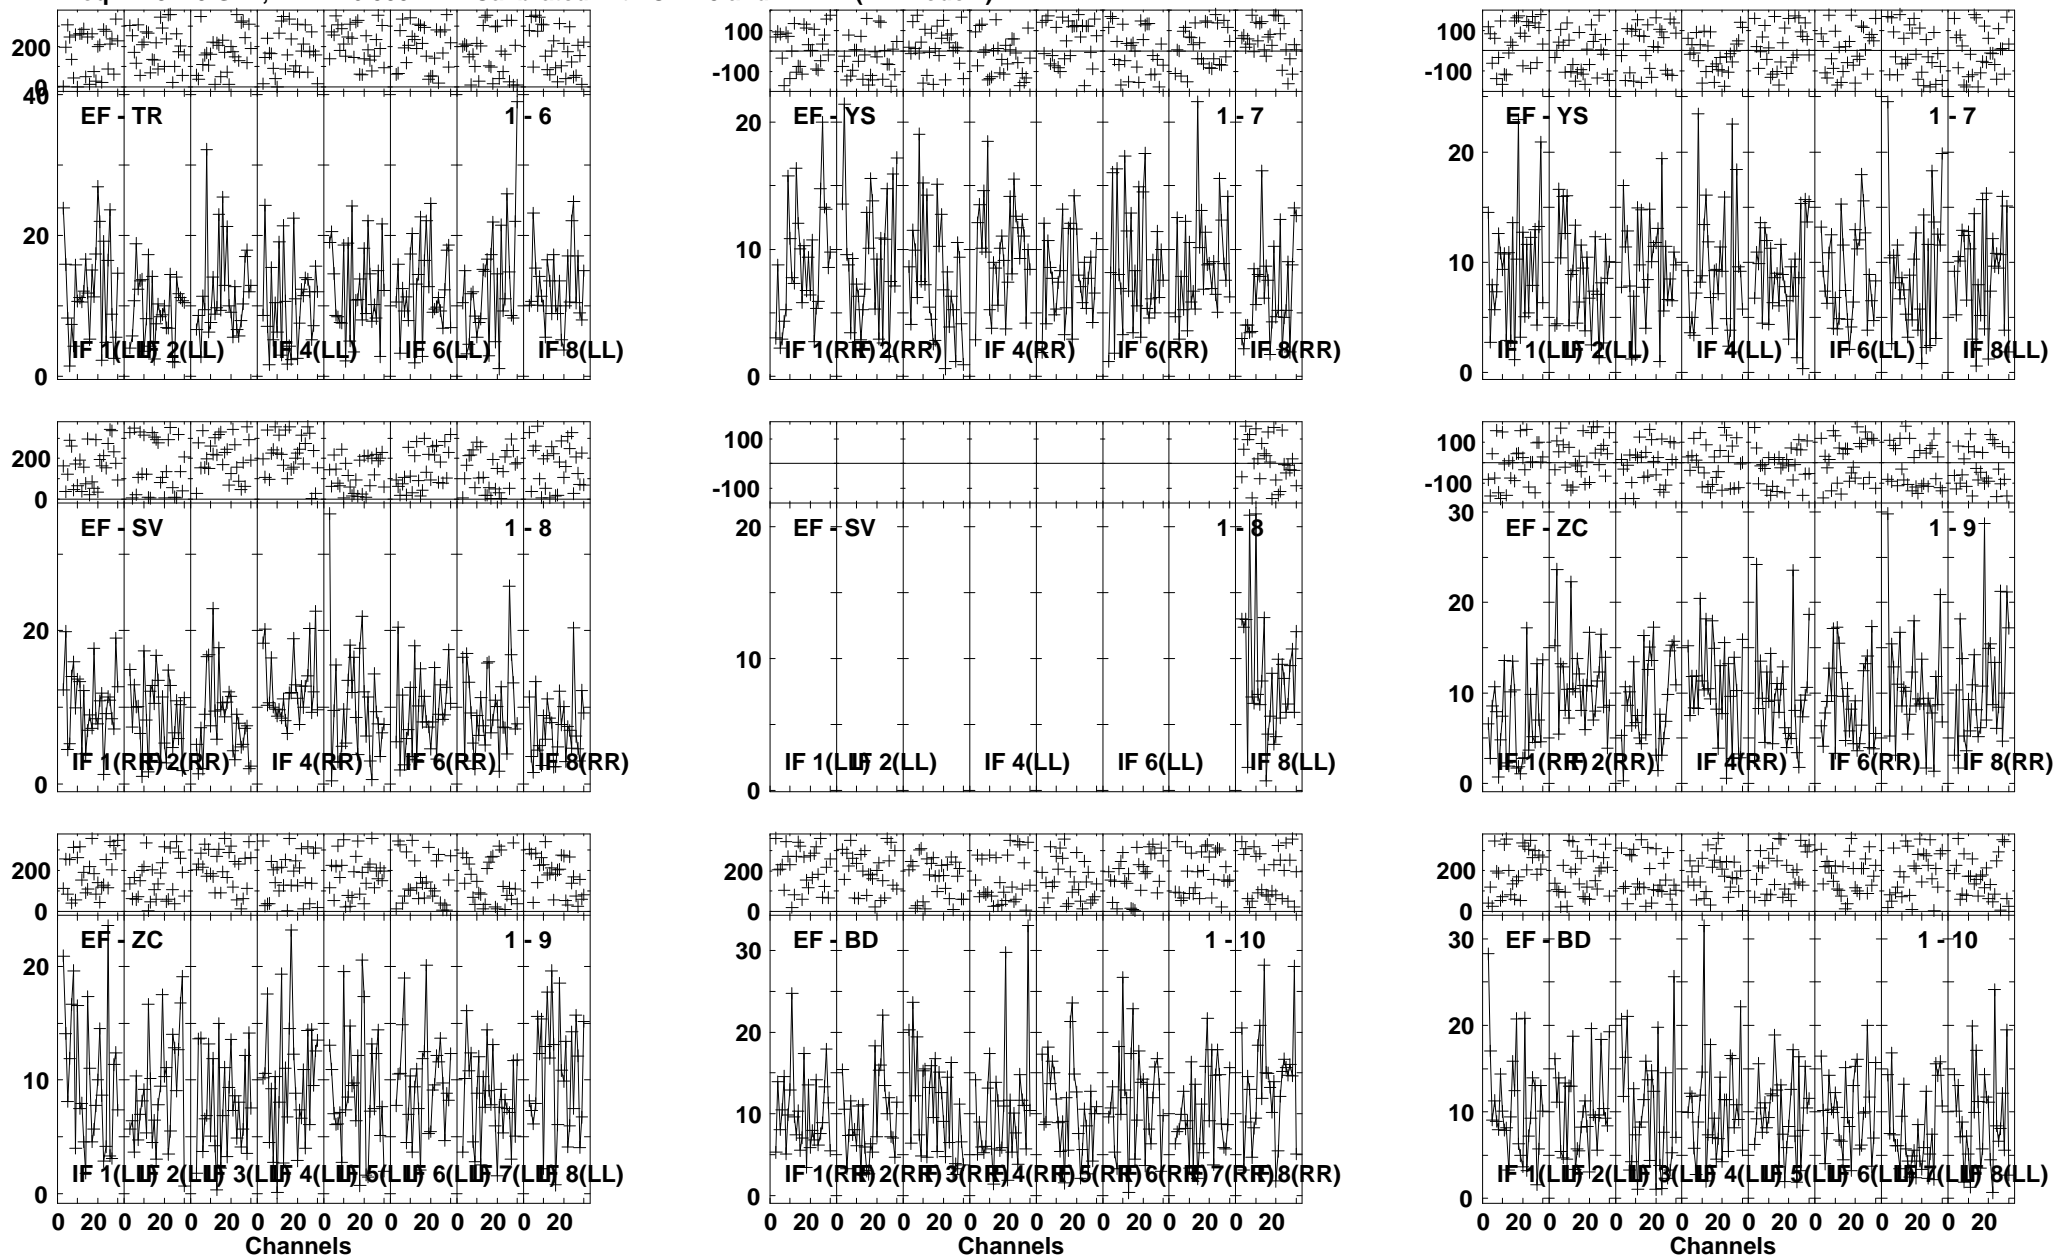 200
0
100
-100
100
-100
40
20
0
EF - TR 1 - 6
IF 1(LL) IF 2(LL) IF 4(LL) IF 6(LL) IF 8(LL)
20
10
0
EF - YS 1 - 7
IF 1(RR) IF 2(RR) IF 4(RR) IF 6(RR) IF 8(RR)
20
10
0
EF - YS 1 - 7
IF 1(LL) IF 2(LL) IF 4(LL) IF 6(LL) IF 8(LL)
200
0
100
-100
100
-100
20
0
EF - SV 1 - 8
IF 1(RR) IF 2(RR) IF 4(RR) IF 6(RR) IF 8(RR)
20
10
0
EF - SV 1 - 8
IF 1(LL) IF 2(LL) IF 4(LL) IF 6(LL) IF 8(LL)
30
20
10
0
EF - ZC 1 - 9
IF 1(RR) IF 2(RR) IF 4(RR) IF 6(RR) IF 8(RR)
200
0
200
0
200
0
20
10
0
EF - ZC 1 - 9
IF 1(LL) IF 2(LL) IF 3(LL) IF 4(LL) IF 5(LL) IF 6(LL) IF 7(LL) IF 8(LL)
0 20 0 20 0 20 0 20 0 20 0 20 0 20 0 20
Channels
30
20
10
0
EF - BD 1 - 10
IF 1(RR) IF 2(RR) IF 3(RR) IF 4(RR) IF 5(RR) IF 6(RR) IF 7(RR) IF 8(RR)
0 20 0 20 0 20 0 20 0 20 0 20 0 20 0 20
Channels
30
20
10
0
EF - BD 1 - 10
IF 1(LL) IF 2(LL) IF 3(LL) IF 4(LL) IF 5(LL) IF 6(LL) IF 7(LL) IF 8(LL)
0 20 0 20 0 20 0 20 0 20 0 20 0 20 0 20
Channels